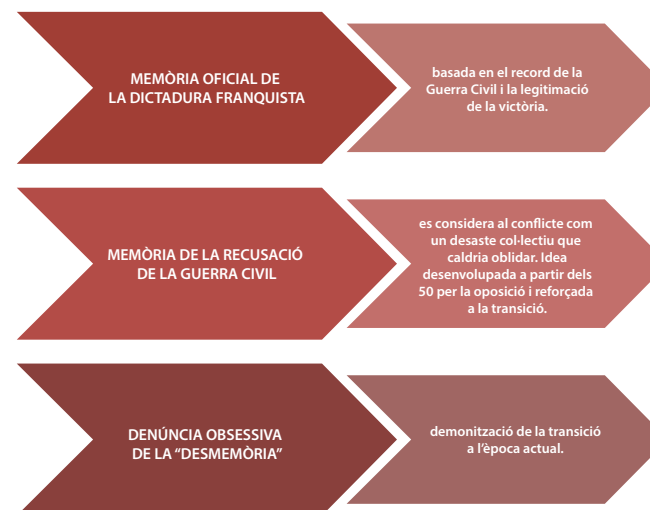 MEMÒRIA OFICIAL DE
LA DICTADURA FRANQUISTA
basada en el record de la
Guerra Civil i la legitimació
de la victòria.
MEMÒRIA DE LA RECUSACIÓ
DE LA GUERRA CIVIL
es considera al conflicte com
un desaste col·lectiu que
caldria oblidar. Idea
desenvolupada a partir dels
50 per la oposició i reforçada
a la transició.
DENÚNCIA OBSESSIVA
DE LA “DESMEMÒRIA”
demonització de la transició
a l’època actual.